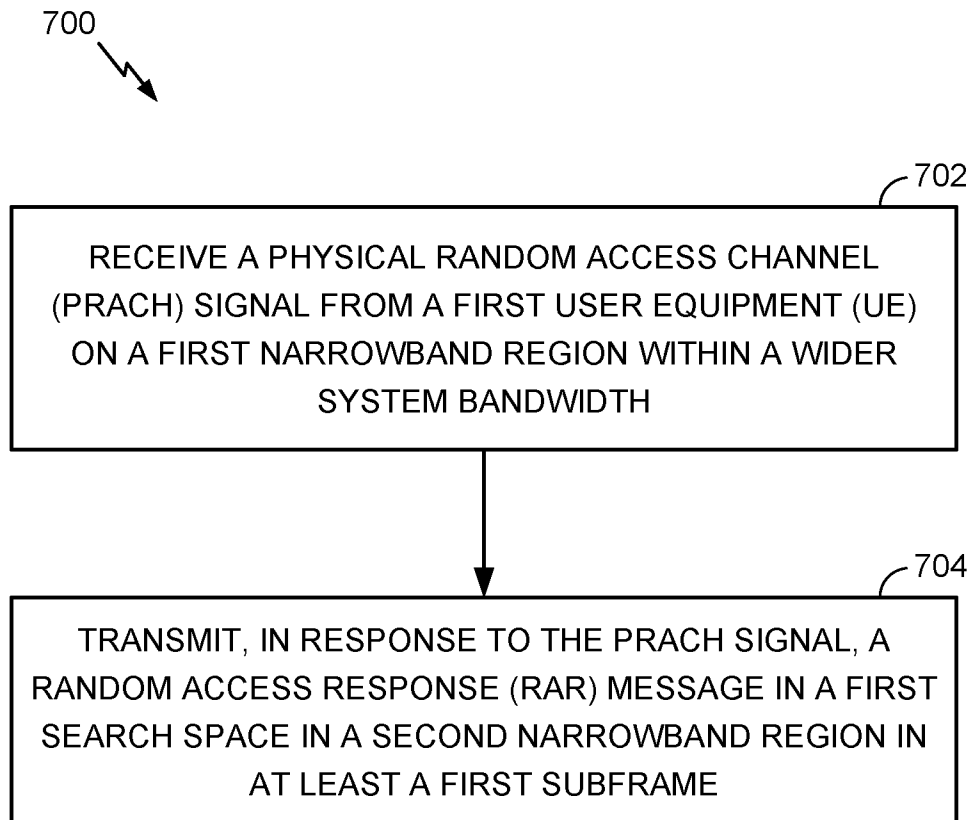 700
702
RECEIVE A PHYSICAL RANDOM ACCESS CHANNEL
(PRACH) SIGNAL FROM A FIRST USER EQUIPMENT (UE)
ON A FIRST NARROWBAND REGION WITHIN A WIDER
SYSTEM BANDWIDTH
704
TRANSMIT, IN RESPONSE TO THE PRACH SIGNAL, A
RANDOM ACCESS RESPONSE (RAR) MESSAGE IN A FIRST
SEARCH SPACE IN A SECOND NARROWBAND REGION IN
AT LEAST A FIRST SUBFRAME